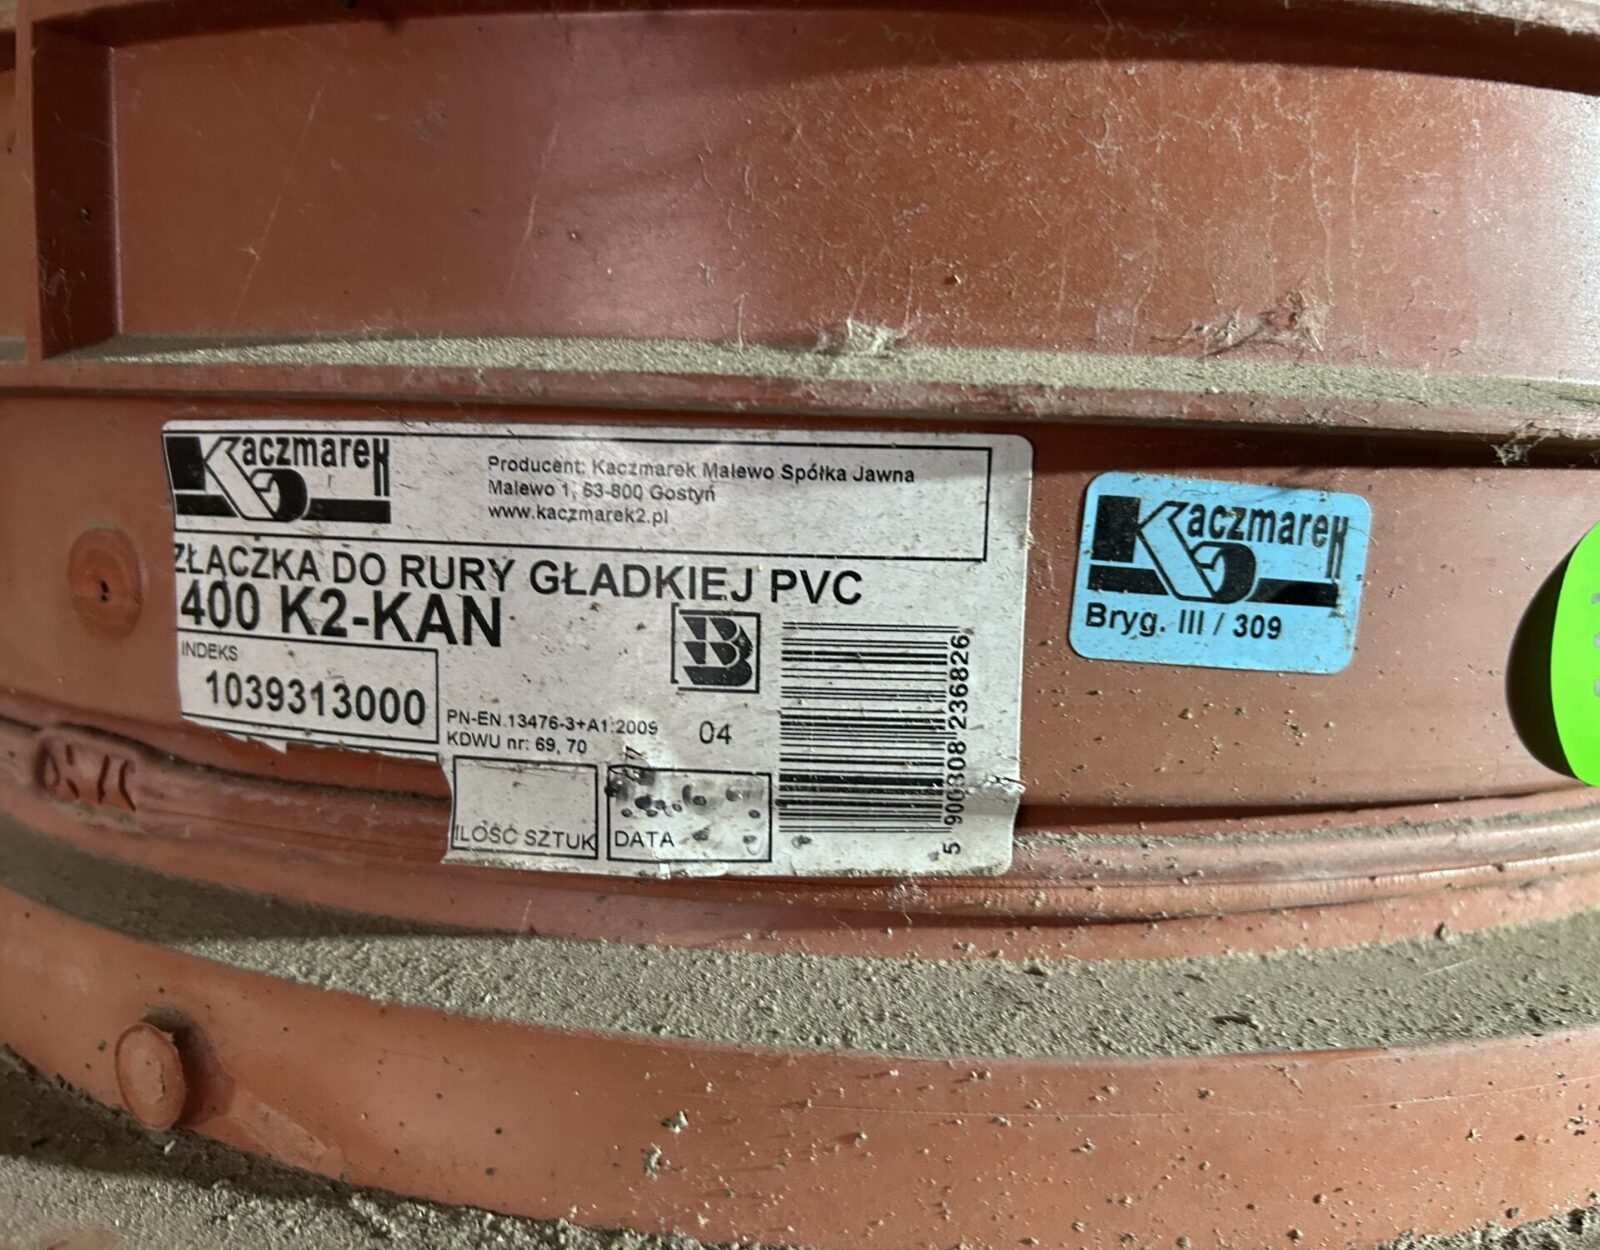 Kaczmarek 2
Producent: Kaczmarek Malewo Spółka Jawna
Malewo 1, 63-800 Gostyń
www.kaczmarek2.pl
ZŁĄCZKA DO RURY GŁADKIEJ PVC
400 K2-KAN
INDEKS
1039313000
B
PN-EN.13476-3+A1:2009
KDWU nr: 69, 70
04
ILOŚĆ SZTUK
DATA
5 900308 236826
Kaczmarek 2
Bryg. III / 309